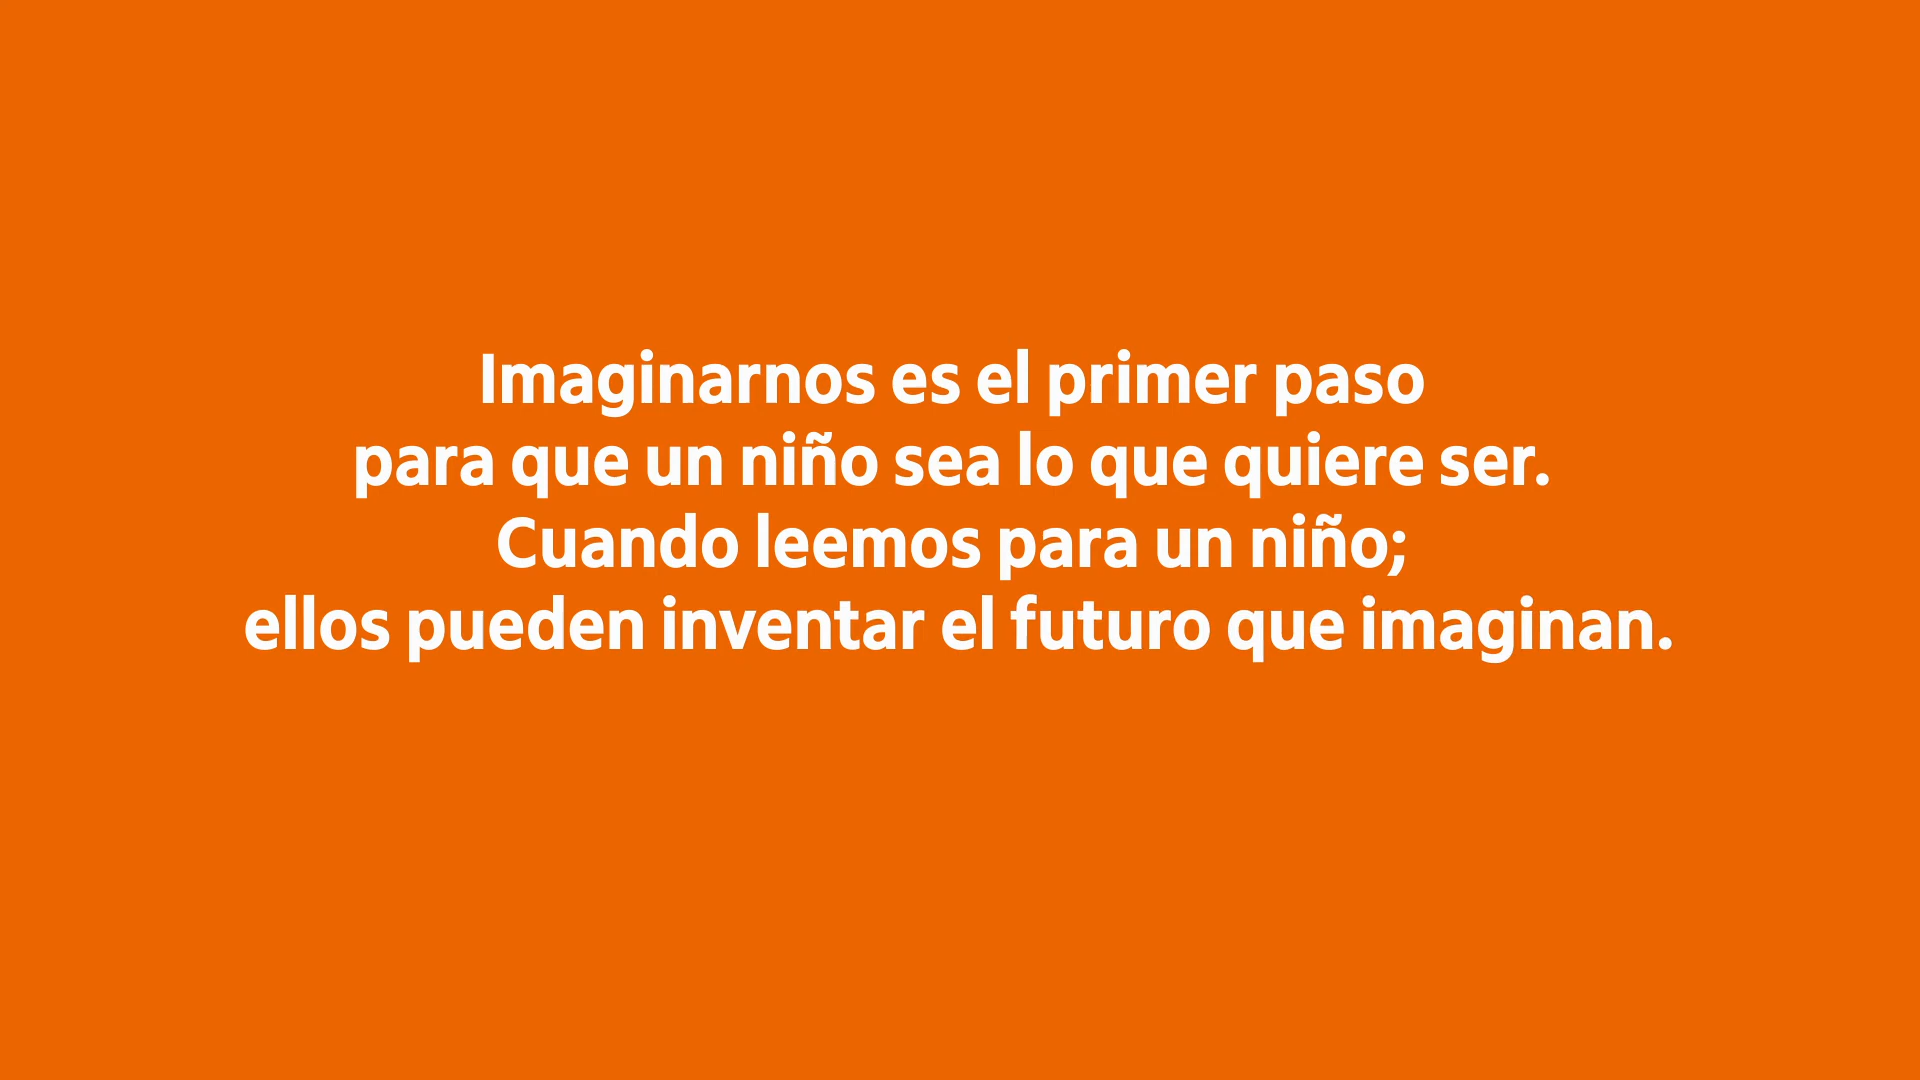 Imaginarnos es el primer paso
para que un niño sea lo que quiere ser.
Cuando leemos para un niño;
ellos pueden inventar el futuro que imaginan.